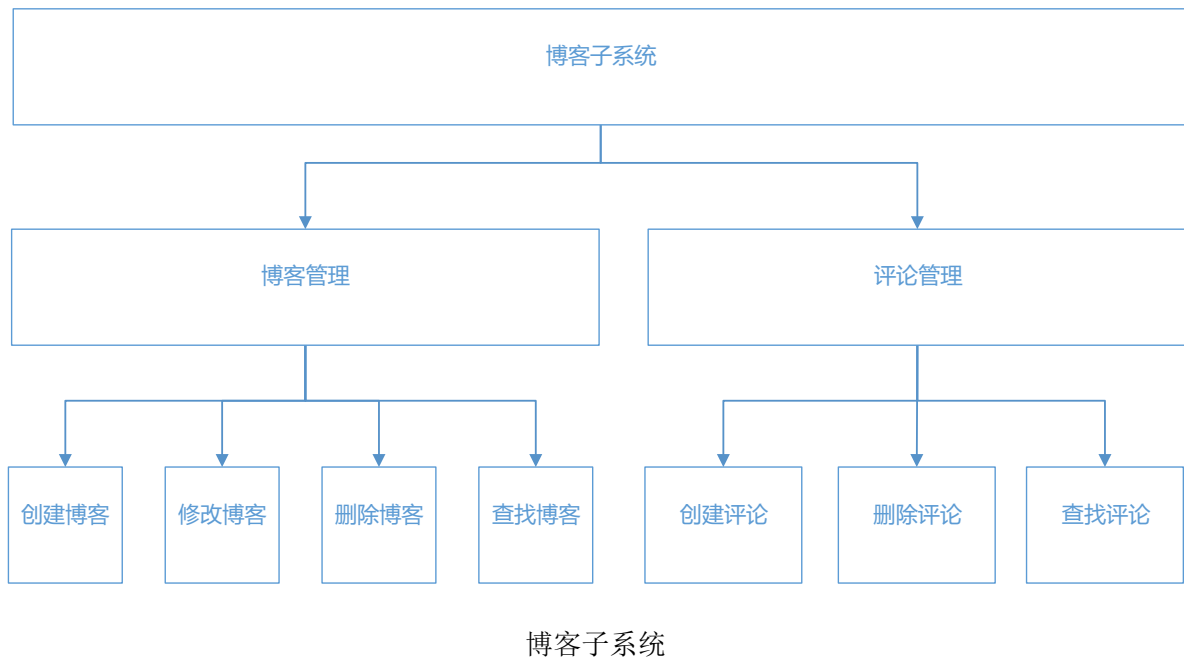 博客子系统
博客管理
评论管理
创建博客
修改博客
删除博客
查找博客
创建评论
删除评论
查找评论
博客子系统